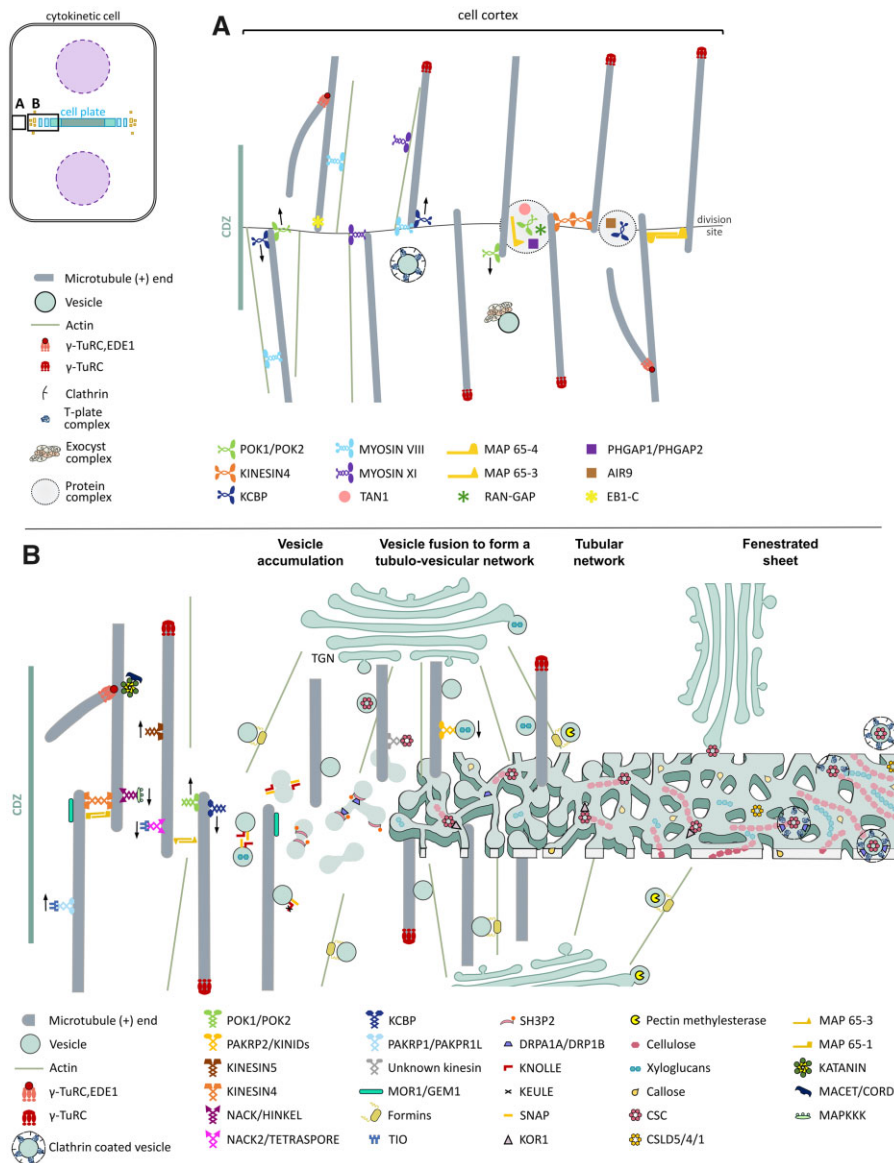 cytokinetic cell
A
B
cell plate
A
cell cortex
CDZ
division
site
Microtubule (+) end
Vesicle
Actin
γ-TuRC,EDE1
γ-TuRC
Clathrin
T-plate
complex
Exocyst
complex
Protein
complex
POK1/POK2
KINESIN4
KCBP
MYOSIN VIII
MYOSIN XI
TAN1
MAP 65-4
MAP 65-3
RAN-GAP
PHGAP1/PHGAP2
AIR9
EB1-C
B
Vesicle
accumulation
Vesicle fusion to form a
tubulo-vesicular network
Tubular
network
Fenestrated
sheet
TGN
CDZ
Microtubule (+) end
Vesicle
Actin
γ-TuRC,EDE1
γ-TuRC
Clathrin coated vesicle
POK1/POK2
PAKRP2/KINIDs
KINESIN5
KINESIN4
NACK/HINKEL
NACK2/TETRASPORE
KCBP
PAKRP1/PAKPR1L
Unknown kinesin
MOR1/GEM1
Formins
TIO
SH3P2
DRPA1A/DRP1B
KNOLLE
KEULE
SNAP
KOR1
Pectin methylesterase
Cellulose
Xyloglucans
Callose
CSC
CSLD5/4/1
MAP 65-3
MAP 65-1
KATANIN
MACET/CORD
MAPKKK